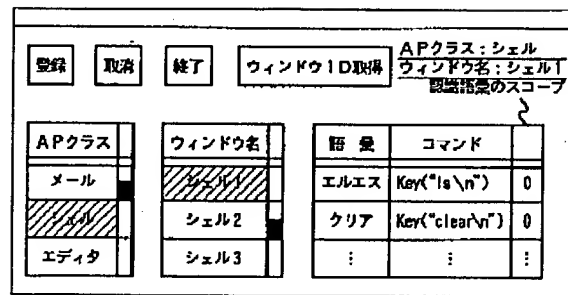 登録 取消 終了 ウィンドウID取得
APクラス:シェル
ウィンドウ名:シェル1
認識語彙のスコープ
APクラス ウィンドウ名 語彙 コマンド
メール シェル1 エルエス Key("ls\n") 0
シェル シェル2 クリア Key("clear\n") 0
エディタ シェル3 ⋮ ⋮ ⋮